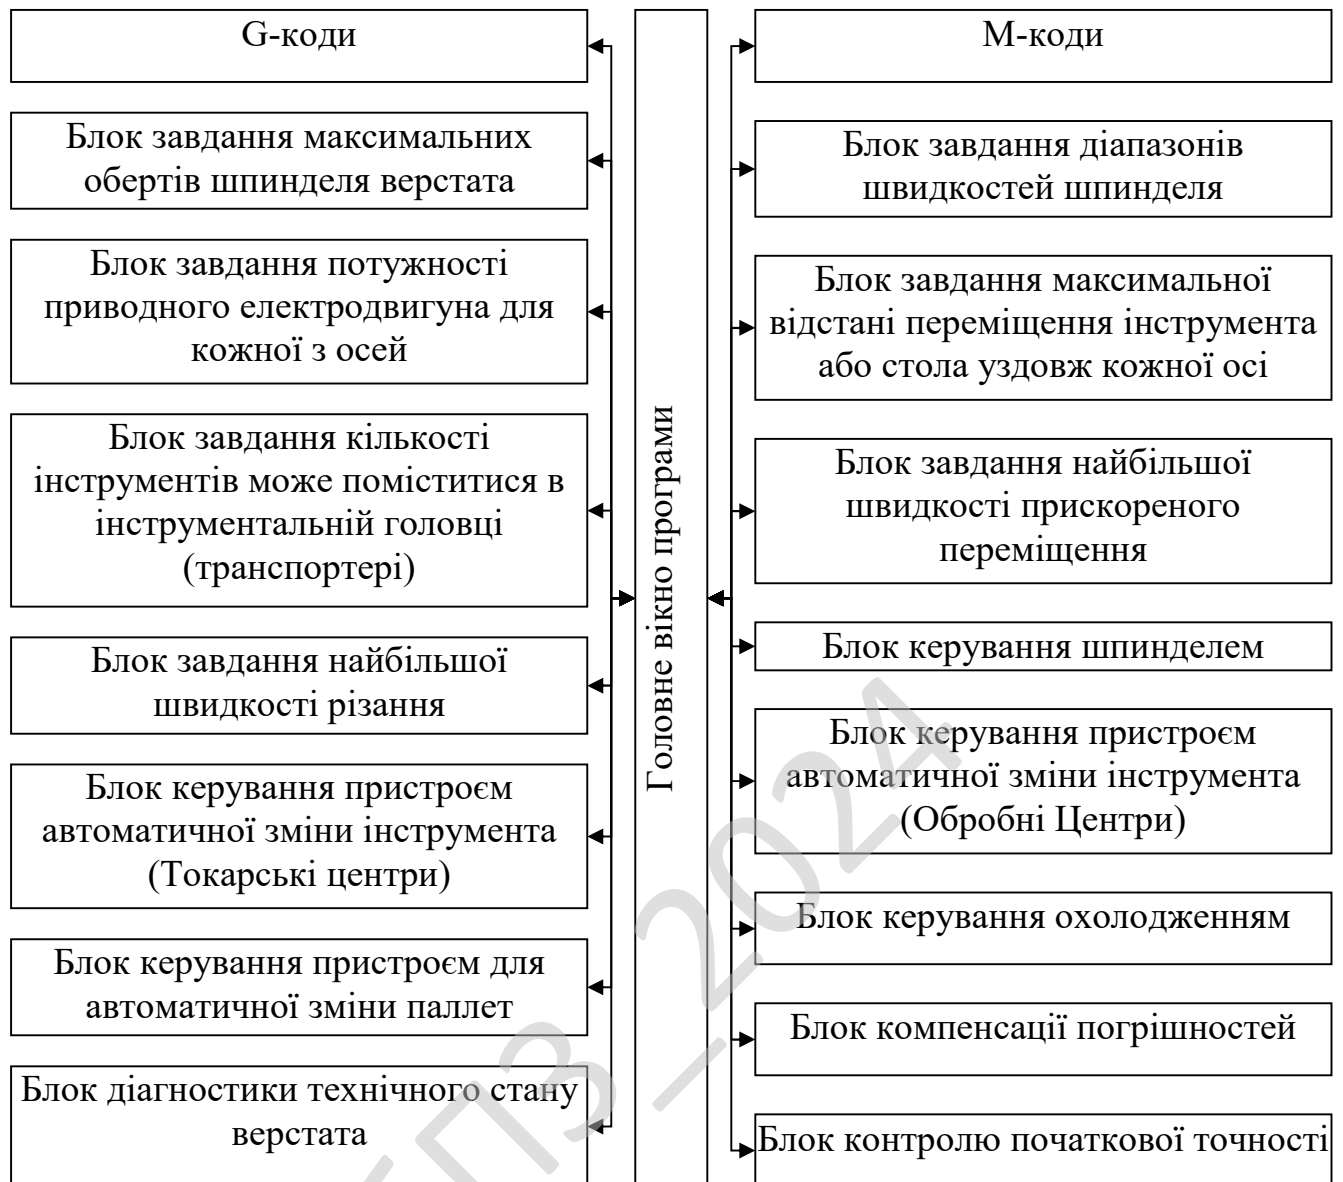 G-коди
Блок завдання максимальних
обертів шпинделя верстата
Блок завдання потужності
приводного електродвигуна для
кожної з осей
Блок завдання кількості
інструментів може поміститися в
інструментальній головці
(транспортері)
Блок завдання найбільшої
швидкості різання
Блок керування пристроєм
автоматичної зміни інструмента
(Токарські центри)
Блок керування пристроєм для
автоматичної зміни паллет
Блок діагностики технічного стану
верстата
Головне вікно програми
М-коди
Блок завдання діапазонів
швидкостей шпинделя
Блок завдання максимальної
відстані переміщення інструмента
або стола уздовж кожної осі
Блок завдання найбільшої
швидкості прискореного
переміщення
Блок керування шпинделем
Блок керування пристроєм
автоматичної зміни інструмента
(Обробні Центри)
Блок керування охолодженням
Блок компенсації погрішностей
Блок контролю початкової точності
ПЗ_2024